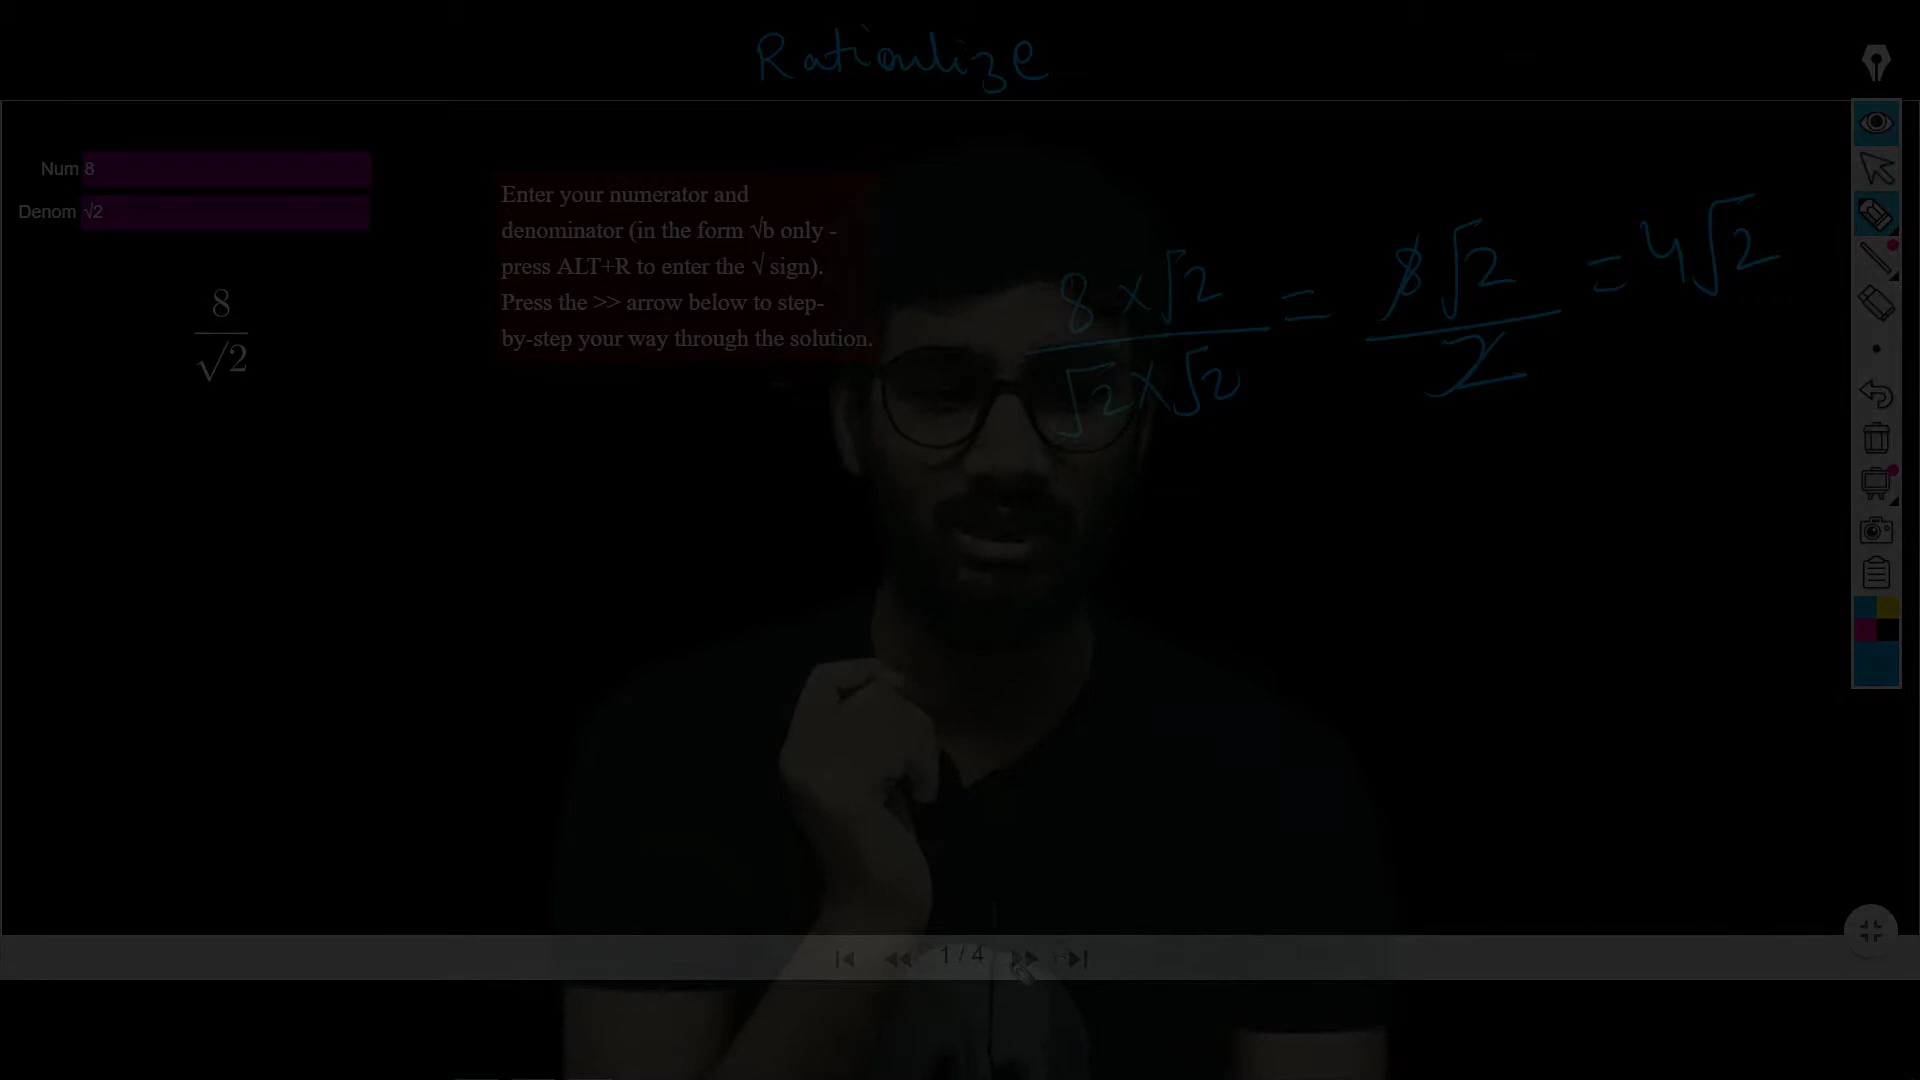 Rationalize
Num 8
Denom √2
8
√2
Enter your numerator and
denominator (in the form √b only -
press ALT+R to enter the √ sign).
Press the >> arrow below to step-
by-step your way through the solution.
8 × √2 = 8√2 = 4√2
√2 × √2 2
1 / 4